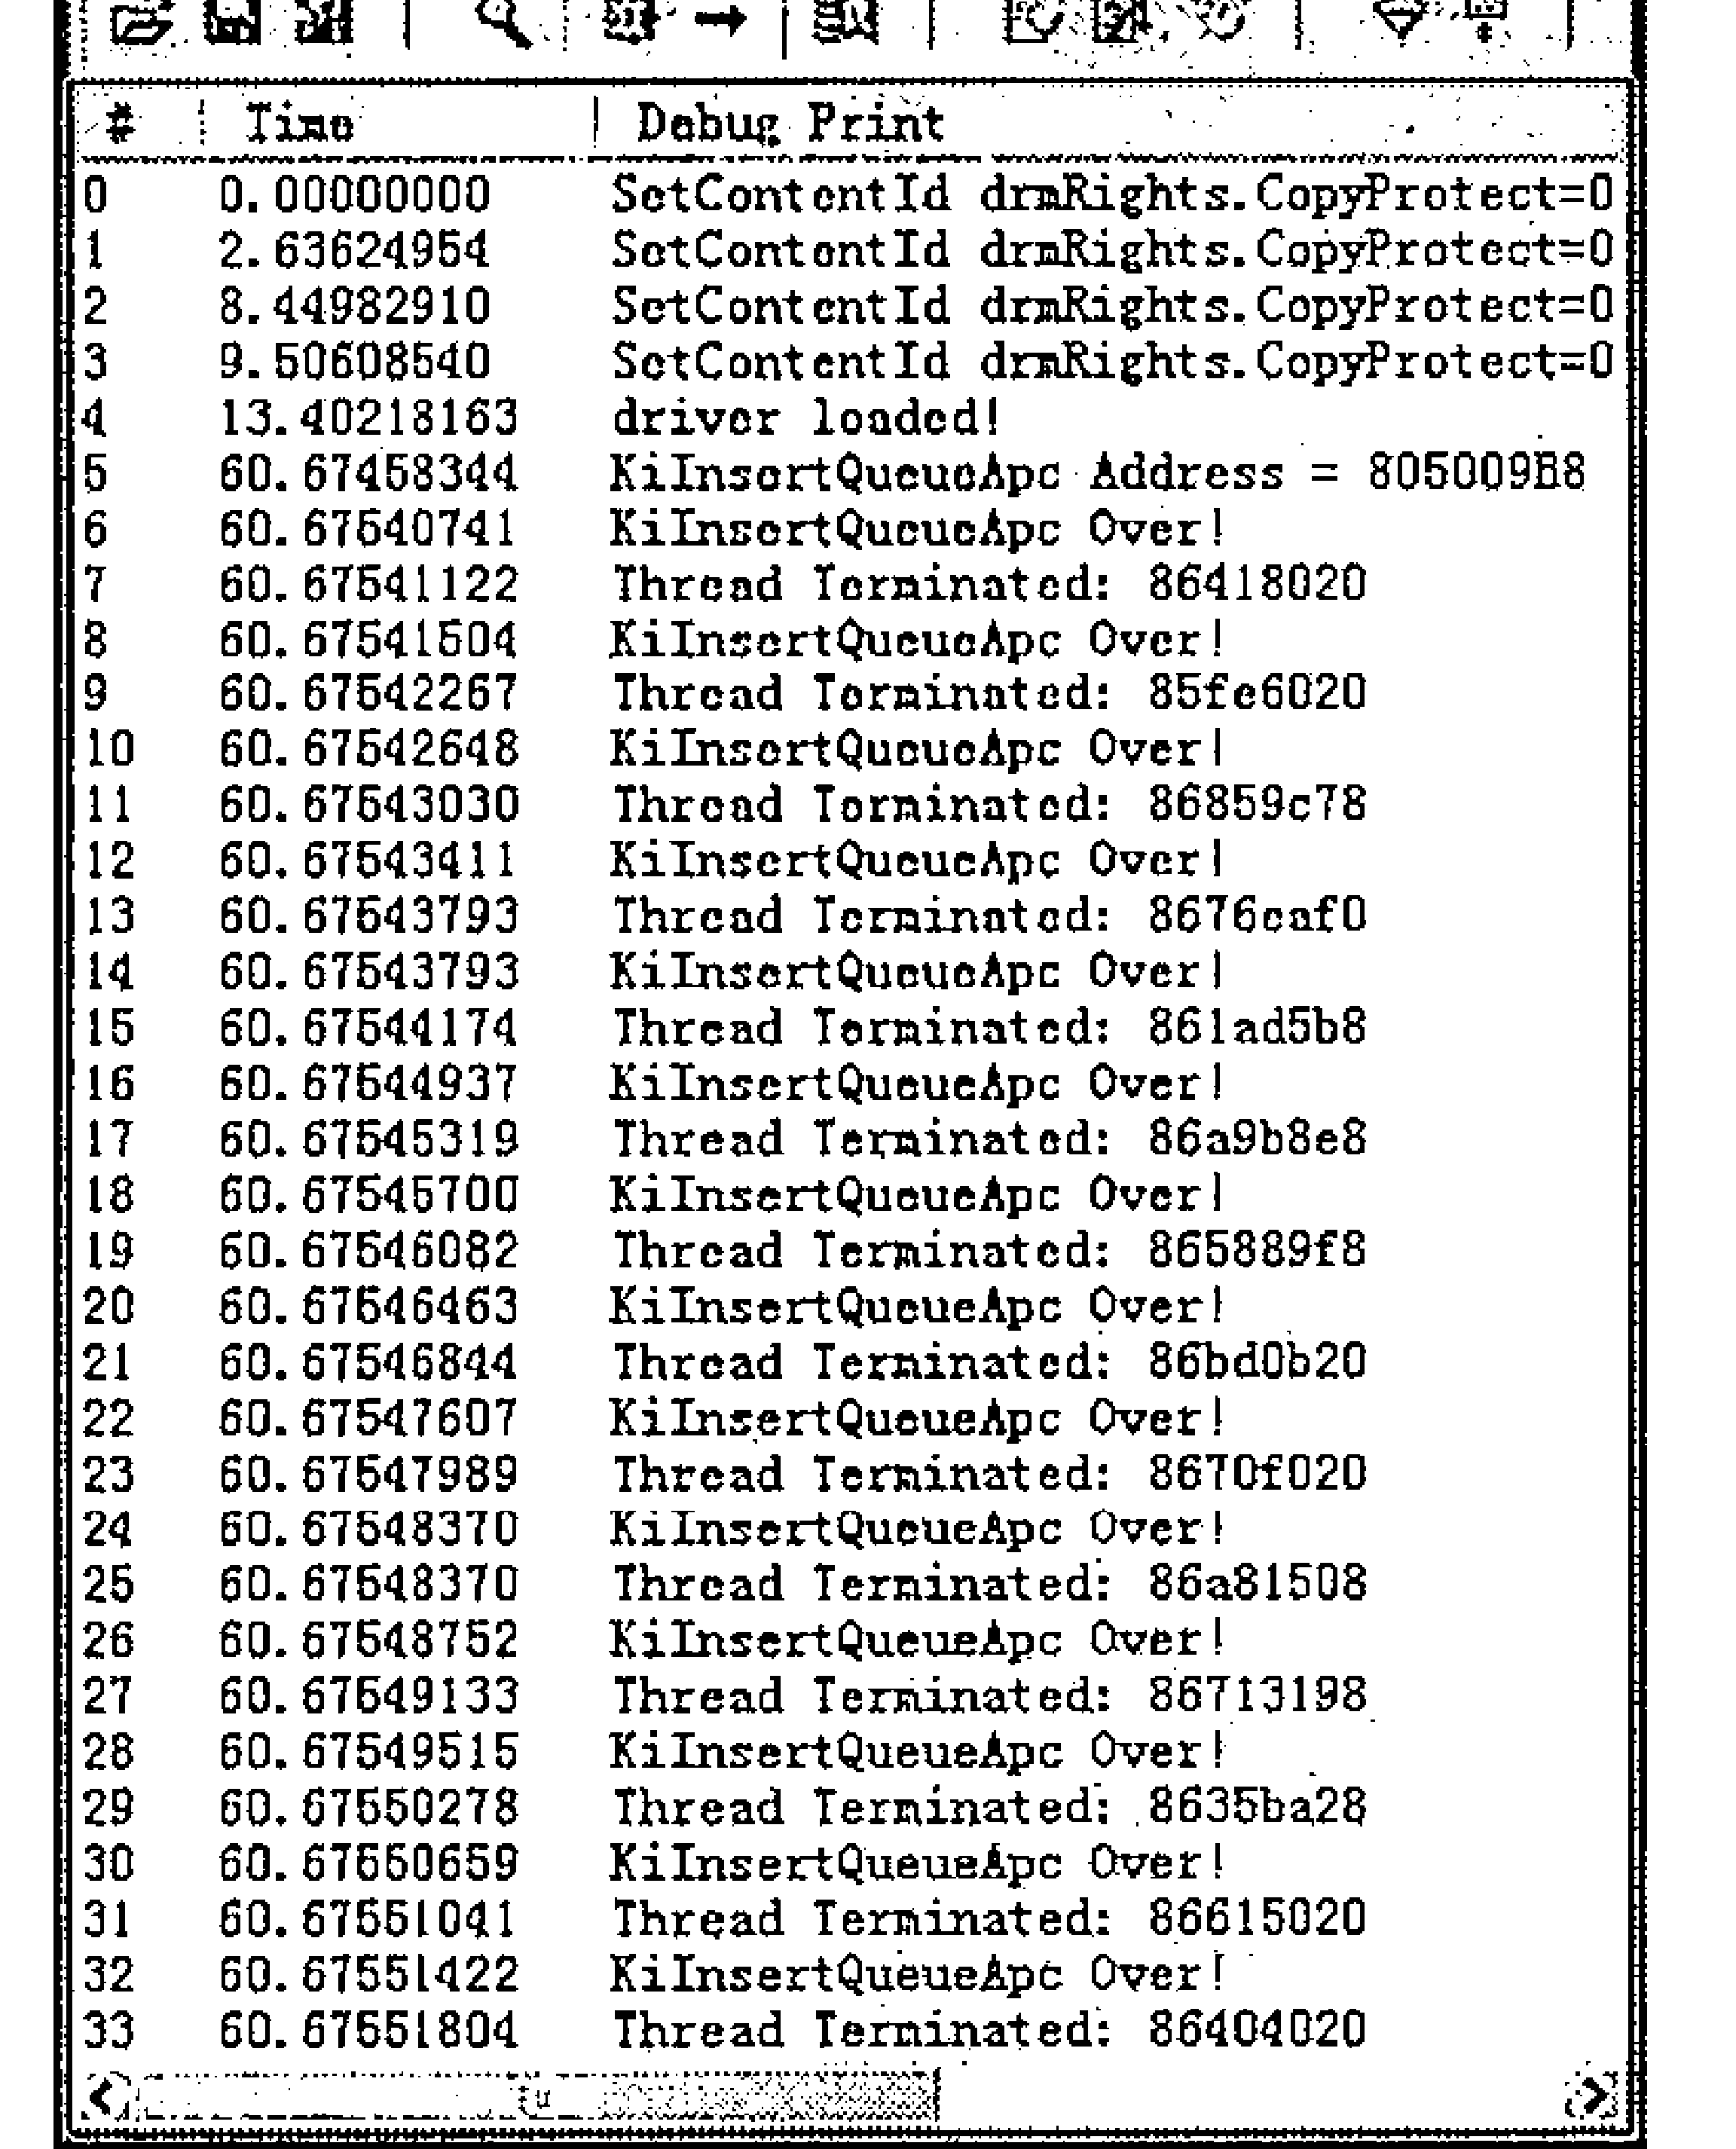 # Time Debug Print
0 0.00000000 SetContentId drmRights.CopyProtect=0
1 2.63624954 SetContentId drmRights.CopyProtect=0
2 8.44982910 SetContentId drmRights.CopyProtect=0
3 9.50608540 SetContentId drmRights.CopyProtect=0
4 13.40218163 driver loaded!
5 60.67458344 KiInsertQueueApc Address = 805009B8
6 60.67540741 KiInsertQueueApc Over!
7 60.67541122 Thread Terminated: 86418020
8 60.67541504 KiInsertQueueApc Over!
9 60.67542267 Thread Terminated: 85fe6020
10 60.67542648 KiInsertQueueApc Over!
11 60.67543030 Thread Terminated: 86859c78
12 60.67543411 KiInsertQueueApc Over!
13 60.67543793 Thread Terminated: 8676eaf0
14 60.67543793 KiInsertQueueApc Over!
15 60.67544174 Thread Terminated: 861ad5b8
16 60.67544937 KiInsertQueueApc Over!
17 60.67545319 Thread Terminated: 86a9b8e8
18 60.67545700 KiInsertQueueApc Over!
19 60.67546082 Thread Terminated: 865889f8
20 60.67546463 KiInsertQueueApc Over!
21 60.67546844 Thread Terminated: 86bd0b20
22 60.67547607 KiInsertQueueApc Over!
23 60.67547989 Thread Terminated: 8670f020
24 60.67548370 KiInsertQueueApc Over!
25 60.67548370 Thread Terminated: 86a81508
26 60.67548752 KiInsertQueueApc Over!
27 60.67549133 Thread Terminated: 86713198
28 60.67549515 KiInsertQueueApc Over!
29 60.67550278 Thread Terminated: 8635ba28
30 60.67550659 KiInsertQueueApc Over!
31 60.67551041 Thread Terminated: 86615020
32 60.67551422 KiInsertQueueApc Over!
33 60.67551804 Thread Terminated: 86404020